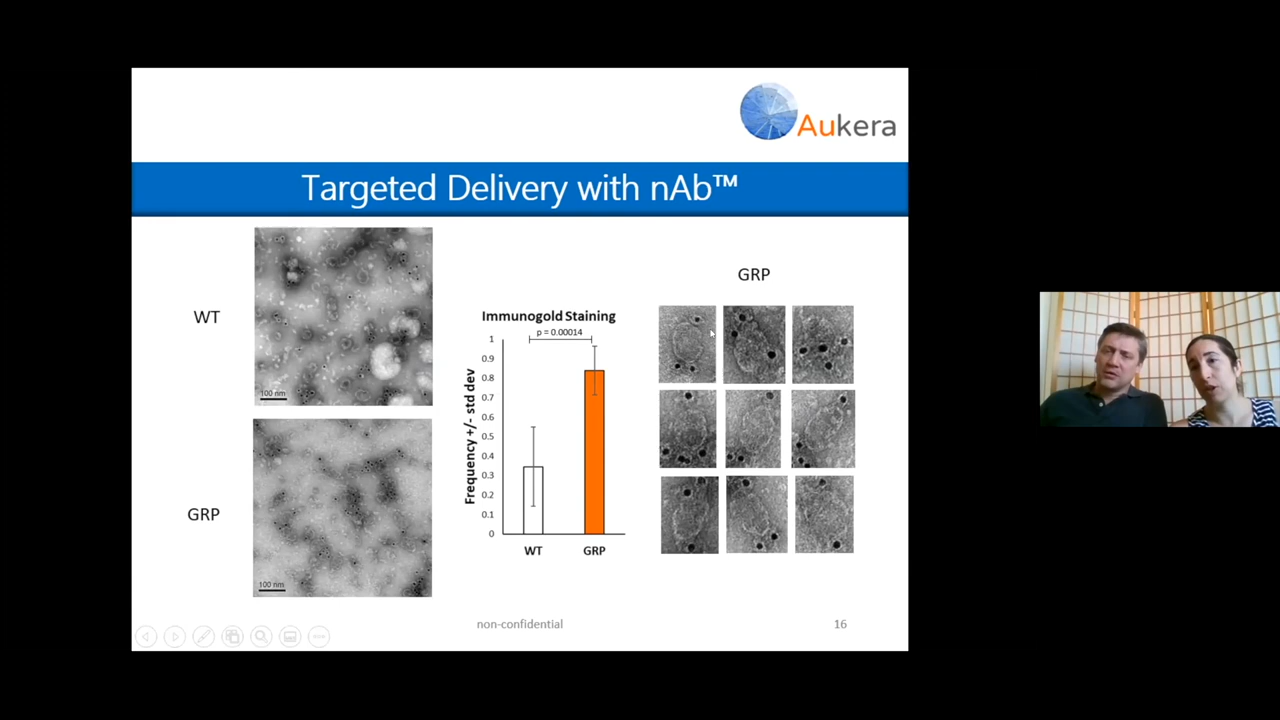 Aukera
Targeted Delivery with nAb™
WT
100 nm
GRP
100 nm
Immunogold Staining
p = 0.00014
Frequency +/- std dev
1
0.9
0.8
0.7
0.6
0.5
0.4
0.3
0.2
0.1
0
WT
GRP
GRP
non-confidential
16